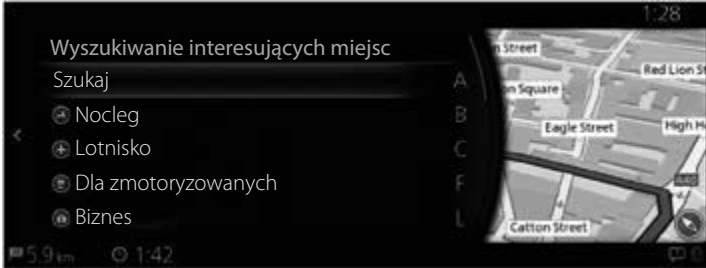 1:28
Wyszukiwanie interesujących miejsc
Szukaj
A
Nocleg
B
Lotnisko
C
Dla zmotoryzowanych
F
Biznes
L
5.9 km
1:42
Street
Red Lion St
n Square
Eagle Street
High H
Catton Street